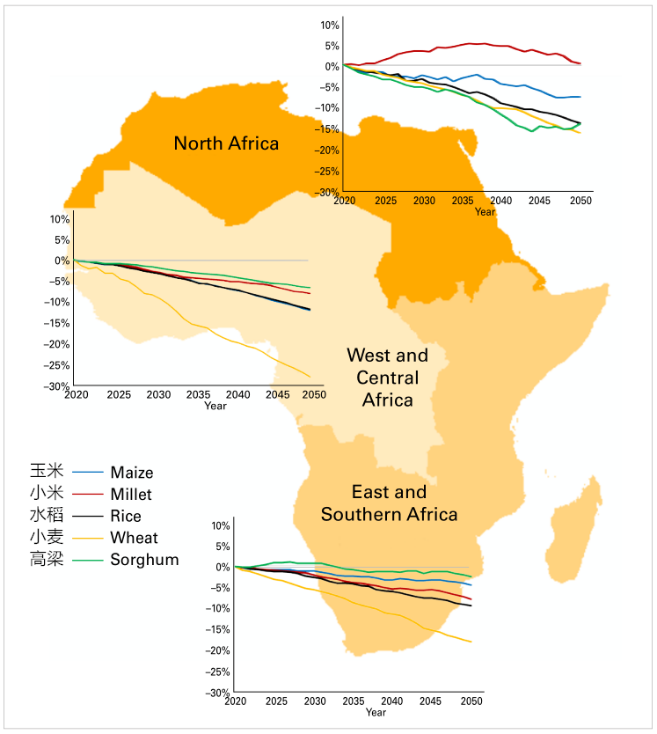 10%
5%
0%
−5%
−10%
−15%
−20%
−25%
−30%
2020 2025 2030 2035 2040 2045 2050
Year
North Africa
10%
5%
0%
−5%
−10%
−15%
−20%
−25%
−30%
2020 2025 2030 2035 2040 2045 2050
Year
West and
Central
Africa
玉米 Maize
小米 Millet
水稻 Rice
小麦 Wheat
高梁 Sorghum
East and
Southern Africa
10%
5%
0%
−5%
−10%
−15%
−20%
−25%
−30%
2020 2025 2030 2035 2040 2045 2050
Year